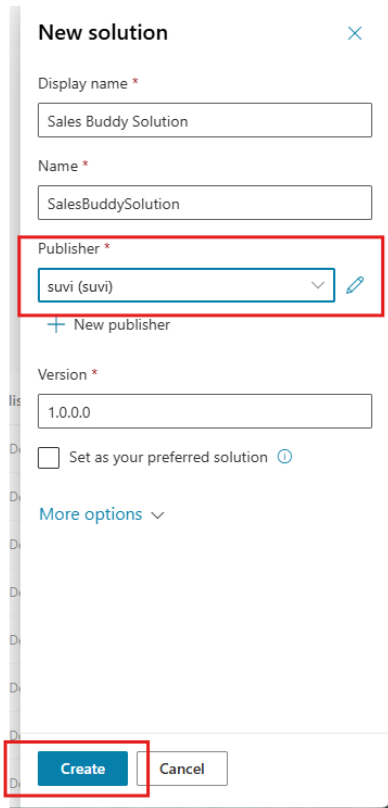 New solution
Display name *
Sales Buddy Solution
Name *
SalesBuddySolution
Publisher *
suvi (suvi)
New publisher
Version *
1.0.0.0
Set as your preferred solution
More options
Create
Cancel